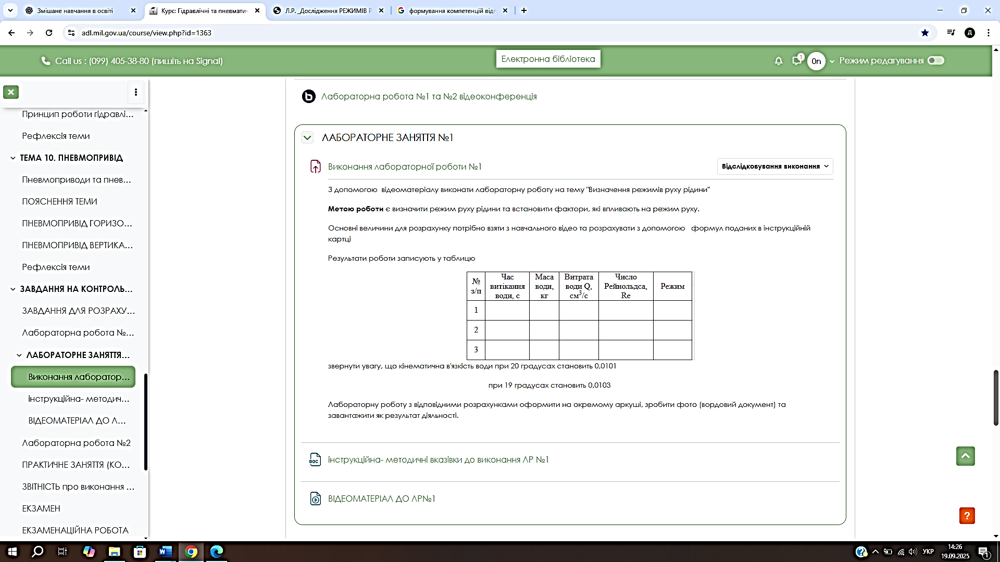 Змішане навчання в освіті
Курс: Гідравлічні та пневматич
Л.Р. _Дослідження РЕЖИМІВ Р
формування компетенцій відп
adl.mil.gov.ua/course/view.php?id=1363
Д
Call us : (099) 405-38-80 (пишіть на Signal)
Електронна бібліотека
1
0п
Режим редагування
Принцип роботи гідравлі...
Рефлексія теми
ТЕМА 10. ПНЕВМОПРИВІД
Пневмоприводи та пнев...
ПОЯСНЕННЯ ТЕМИ
ПНЕВМОПРИВІД ГОРИЗО...
ПНЕВМОПРИВІД ВЕРТИКА...
Рефлексія теми
ЗАВДАННЯ НА КОНТРОЛЬ...
ЗАВДАННЯ ДЛЯ РОЗРАХУ...
Лабораторна робота №...
ЛАБОРАТОРНЕ ЗАНЯТТЯ...
Виконання лаборатор...
інструкційна- методич...
ВІДЕОМАТЕРІАЛ ДО Л...
Лабораторна робота №2
ПРАКТИЧНЕ ЗАНЯТТЯ (КО...
ЗВІТНІСТЬ про виконання ...
ЕКЗАМЕН
ЕКЗАМЕНАЦІЙНА РОБОТА
Лабораторна робота №1 та №2 відеоконференція
ЛАБОРАТОРНЕ ЗАНЯТТЯ №1
Виконання лабораторної роботи №1
Відслідковування виконання
З допомогою відеоматеріалу виконати лабораторну роботу на тему "Визначення режимів руху рідини"
Метою роботи є визначити режим руху рідини та встановити фактори, які впливають на режим руху.
Основні величини для розрахунку потрібно взяти з навчального відео та розрахувати з допомогою формул поданих в інструкційній
картці
Результати роботи записують у таблицю
№ з/п Час витікання води, с Маса води, кг Витрата води Q, см³/с Число Рейнольдса, Re Режим
1
2
3
звернути увагу, що кінематична в'язкість води при 20 градусах становить 0,0101
при 19 градусах становить 0,0103
Лабораторну роботу з відповідними розрахунками оформити на окремому аркуші, зробити фото (вордовий документ) та
завантажити як результат діяльності.
DOC
інструкційна- методичні вказівки до виконання ЛР №1
ВІДЕОМАТЕРІАЛ ДО ЛР№1
?
УКР
14:26
19.09.2025
1